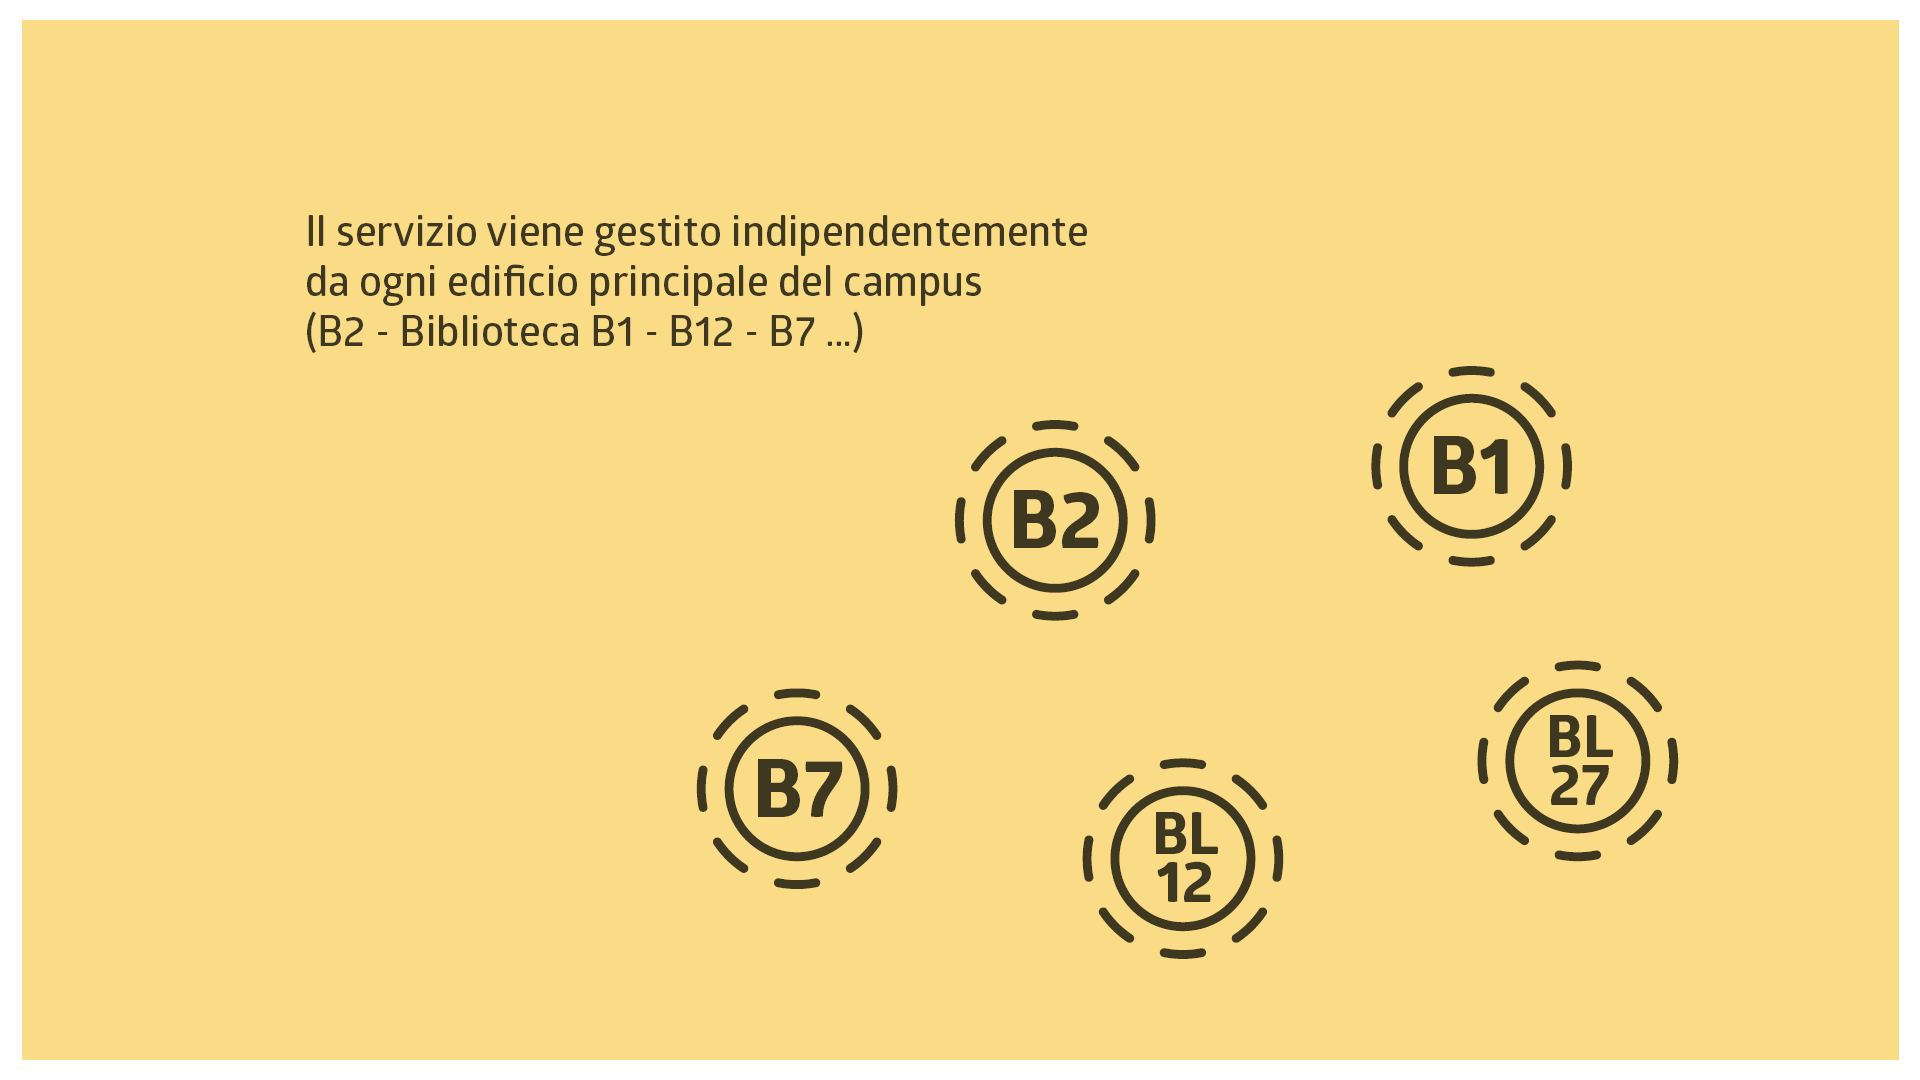 Il servizio viene gestito indipendentemente
da ogni edificio principale del campus
(B2 - Biblioteca B1 - B12 - B7 ...)
B1
B2
B7
BL
27
BL
12